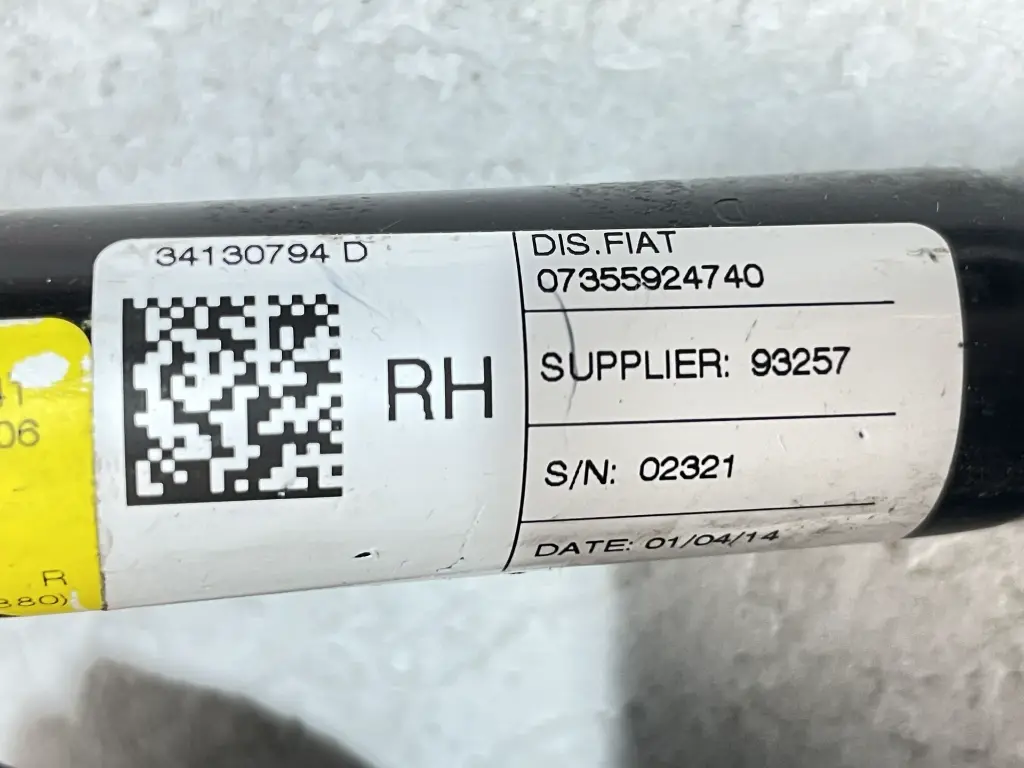 34130794 D
RH
DIS.FIAT
07355924740
SUPPLIER: 93257
S/N: 02321
DATE: 01/04/14
06
R